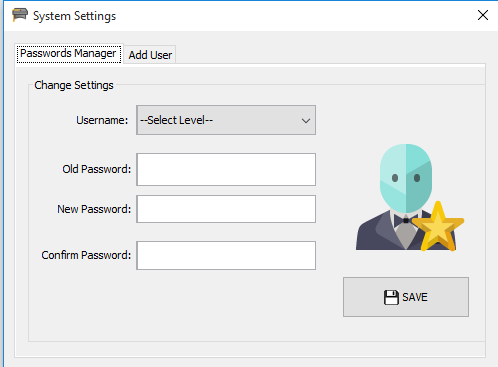 System Settings
Passwords Manager Add User
Change Settings
Username: --Select Level--
Old Password:
New Password:
Confirm Password:
SAVE